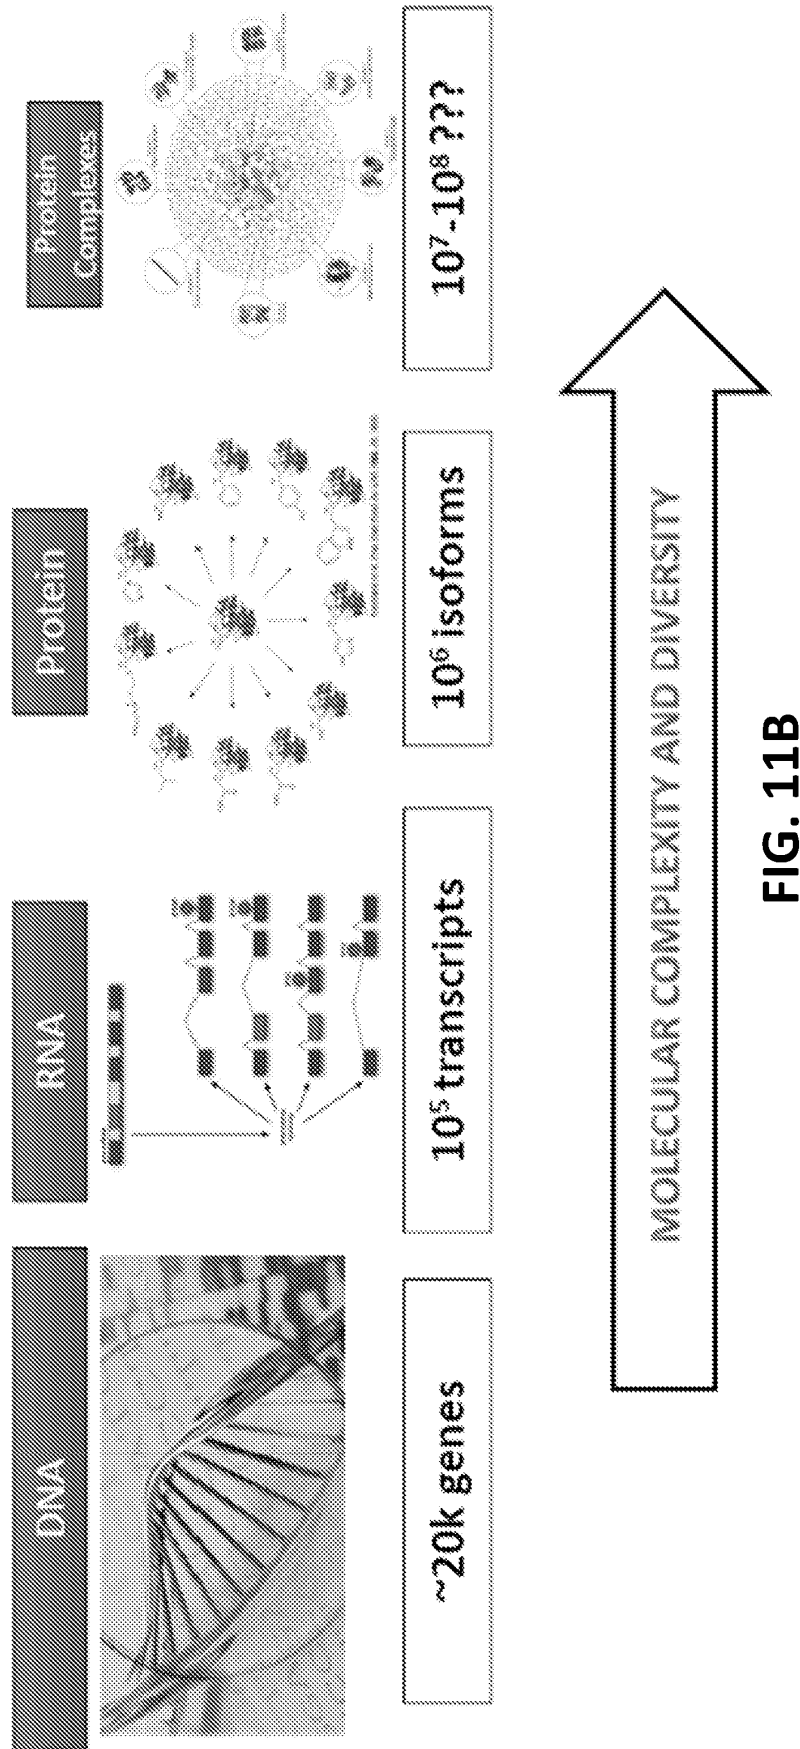 DNA
RNA
Protein
Protein
Complexes
~20k genes
10⁵ transcripts
10⁶ isoforms
10⁷-10⁸ ???
MOLECULAR COMPLEXITY AND DIVERSITY
FIG. 11B